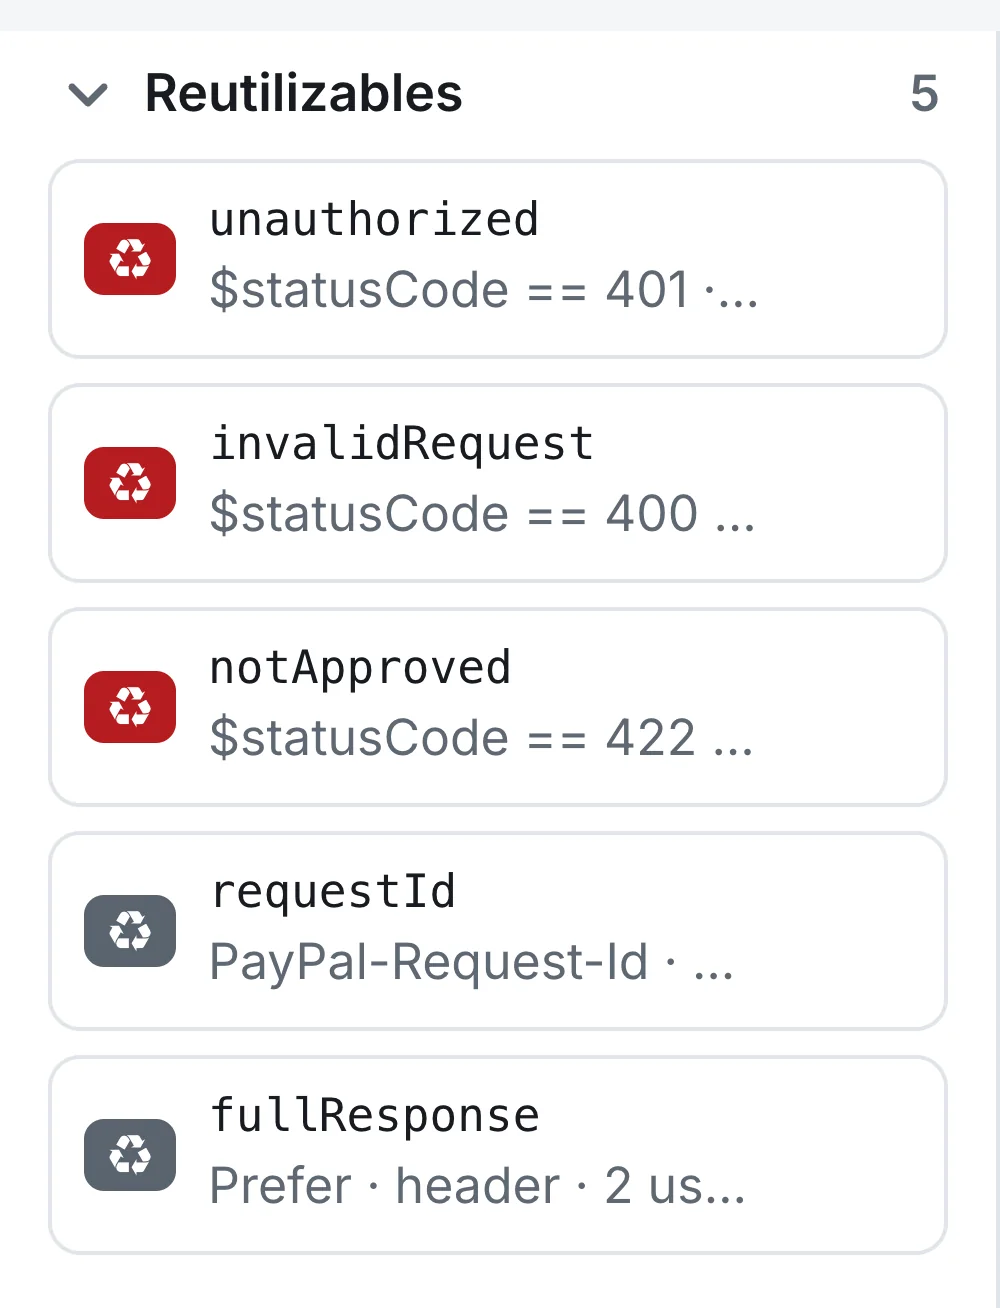 Reutilizables 5
unauthorized
$statusCode == 401 ·...
invalidRequest
$statusCode == 400 ...
notApproved
$statusCode == 422 ...
requestId
PayPal-Request-Id · ...
fullResponse
Prefer · header · 2 us...